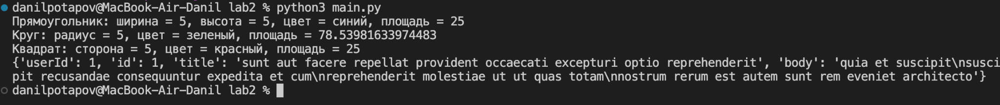 danilpotapov@MacBook-Air-Danil lab2 % python3 main.py
Прямоугольник: ширина = 5, высота = 5, цвет = синий, площадь = 25
Круг: радиус = 5, цвет = зеленый, площадь = 78.53981633974483
Квадрат: сторона = 5, цвет = красный, площадь = 25
{'userId': 1, 'id': 1, 'title': 'sunt aut facere repellat provident occaecati excepturi optio reprehenderit', 'body': 'quia et suscipit\nsusci
pit recusandae consequuntur expedita et cum\nreprehenderit molestiae ut ut quas totam\nnostrum rerum est autem sunt rem eveniet architecto'}
danilpotapov@MacBook-Air-Danil lab2 %